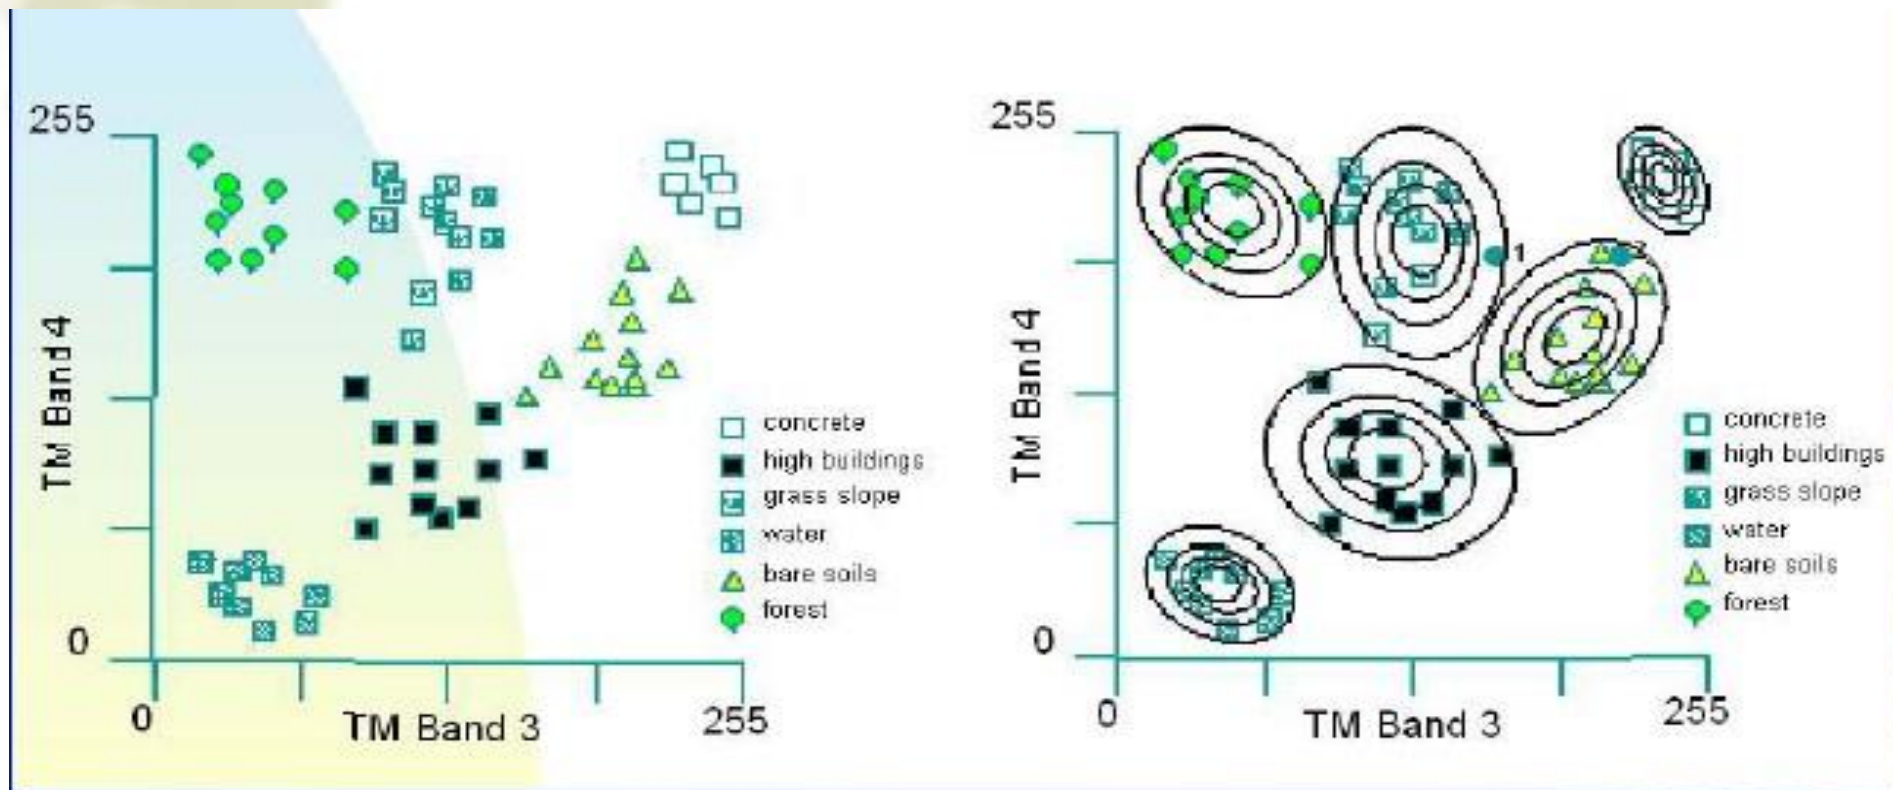 255
TM Band 4
0
0
TM Band 3
255
concrete
high buildings
grass slope
water
bare soils
forest
255
TM Band 4
0
0
TM Band 3
255
1
2
concrete
high buildings
grass slope
water
bare soils
forest